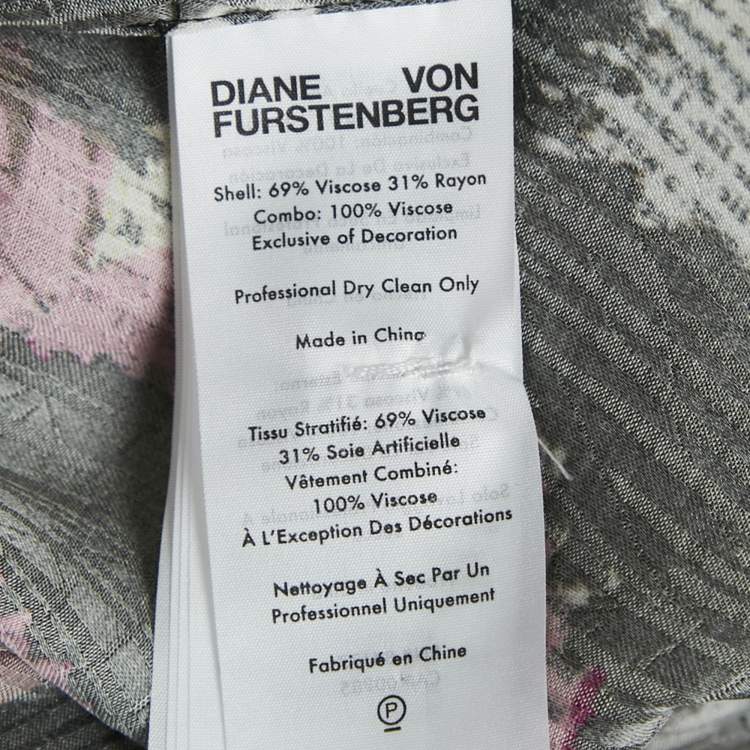 DIANE VON
FURSTENBERG
Shell: 69% Viscose 31% Rayon
Combo: 100% Viscose
Exclusive of Decoration
Professional Dry Clean Only
Made in China
Tissu Stratifié: 69% Viscose
31% Soie Artificielle
Vêtement Combiné:
100% Viscose
À L'Exception Des Décorations
Nettoyage À Sec Par Un
Professionnel Uniquement
Fabriqué en Chine
P